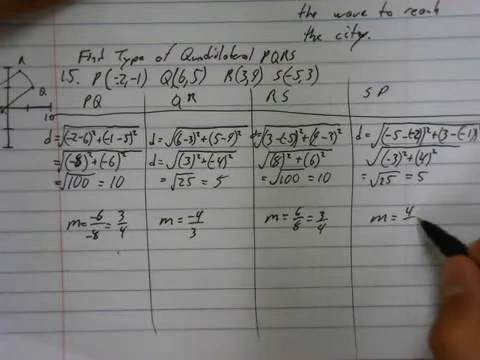 the wave to reach
the city.
Find Type of Quadilateral PQRS
15. P(-2,-1) Q(6,5) R(3,9) S(-5,3)
PQ QR RS SP
d=√(-2-6)²+(-1-5)² d=√(6-3)²+(5-9)² d=√(3--5)²+(9-3)² d=√(-5--2)²+(3-(-1))²
=√(-8)²+(-6)² d=√(3)²+(-4)² √(8)²+(6)² √(-3)²+(4)²
=√100=10 =√25=5 =√100=10 =√25=5
m=-6/-8=3/4 m=-4/3 m=6/8=3/4 m=4/
R
Q
10